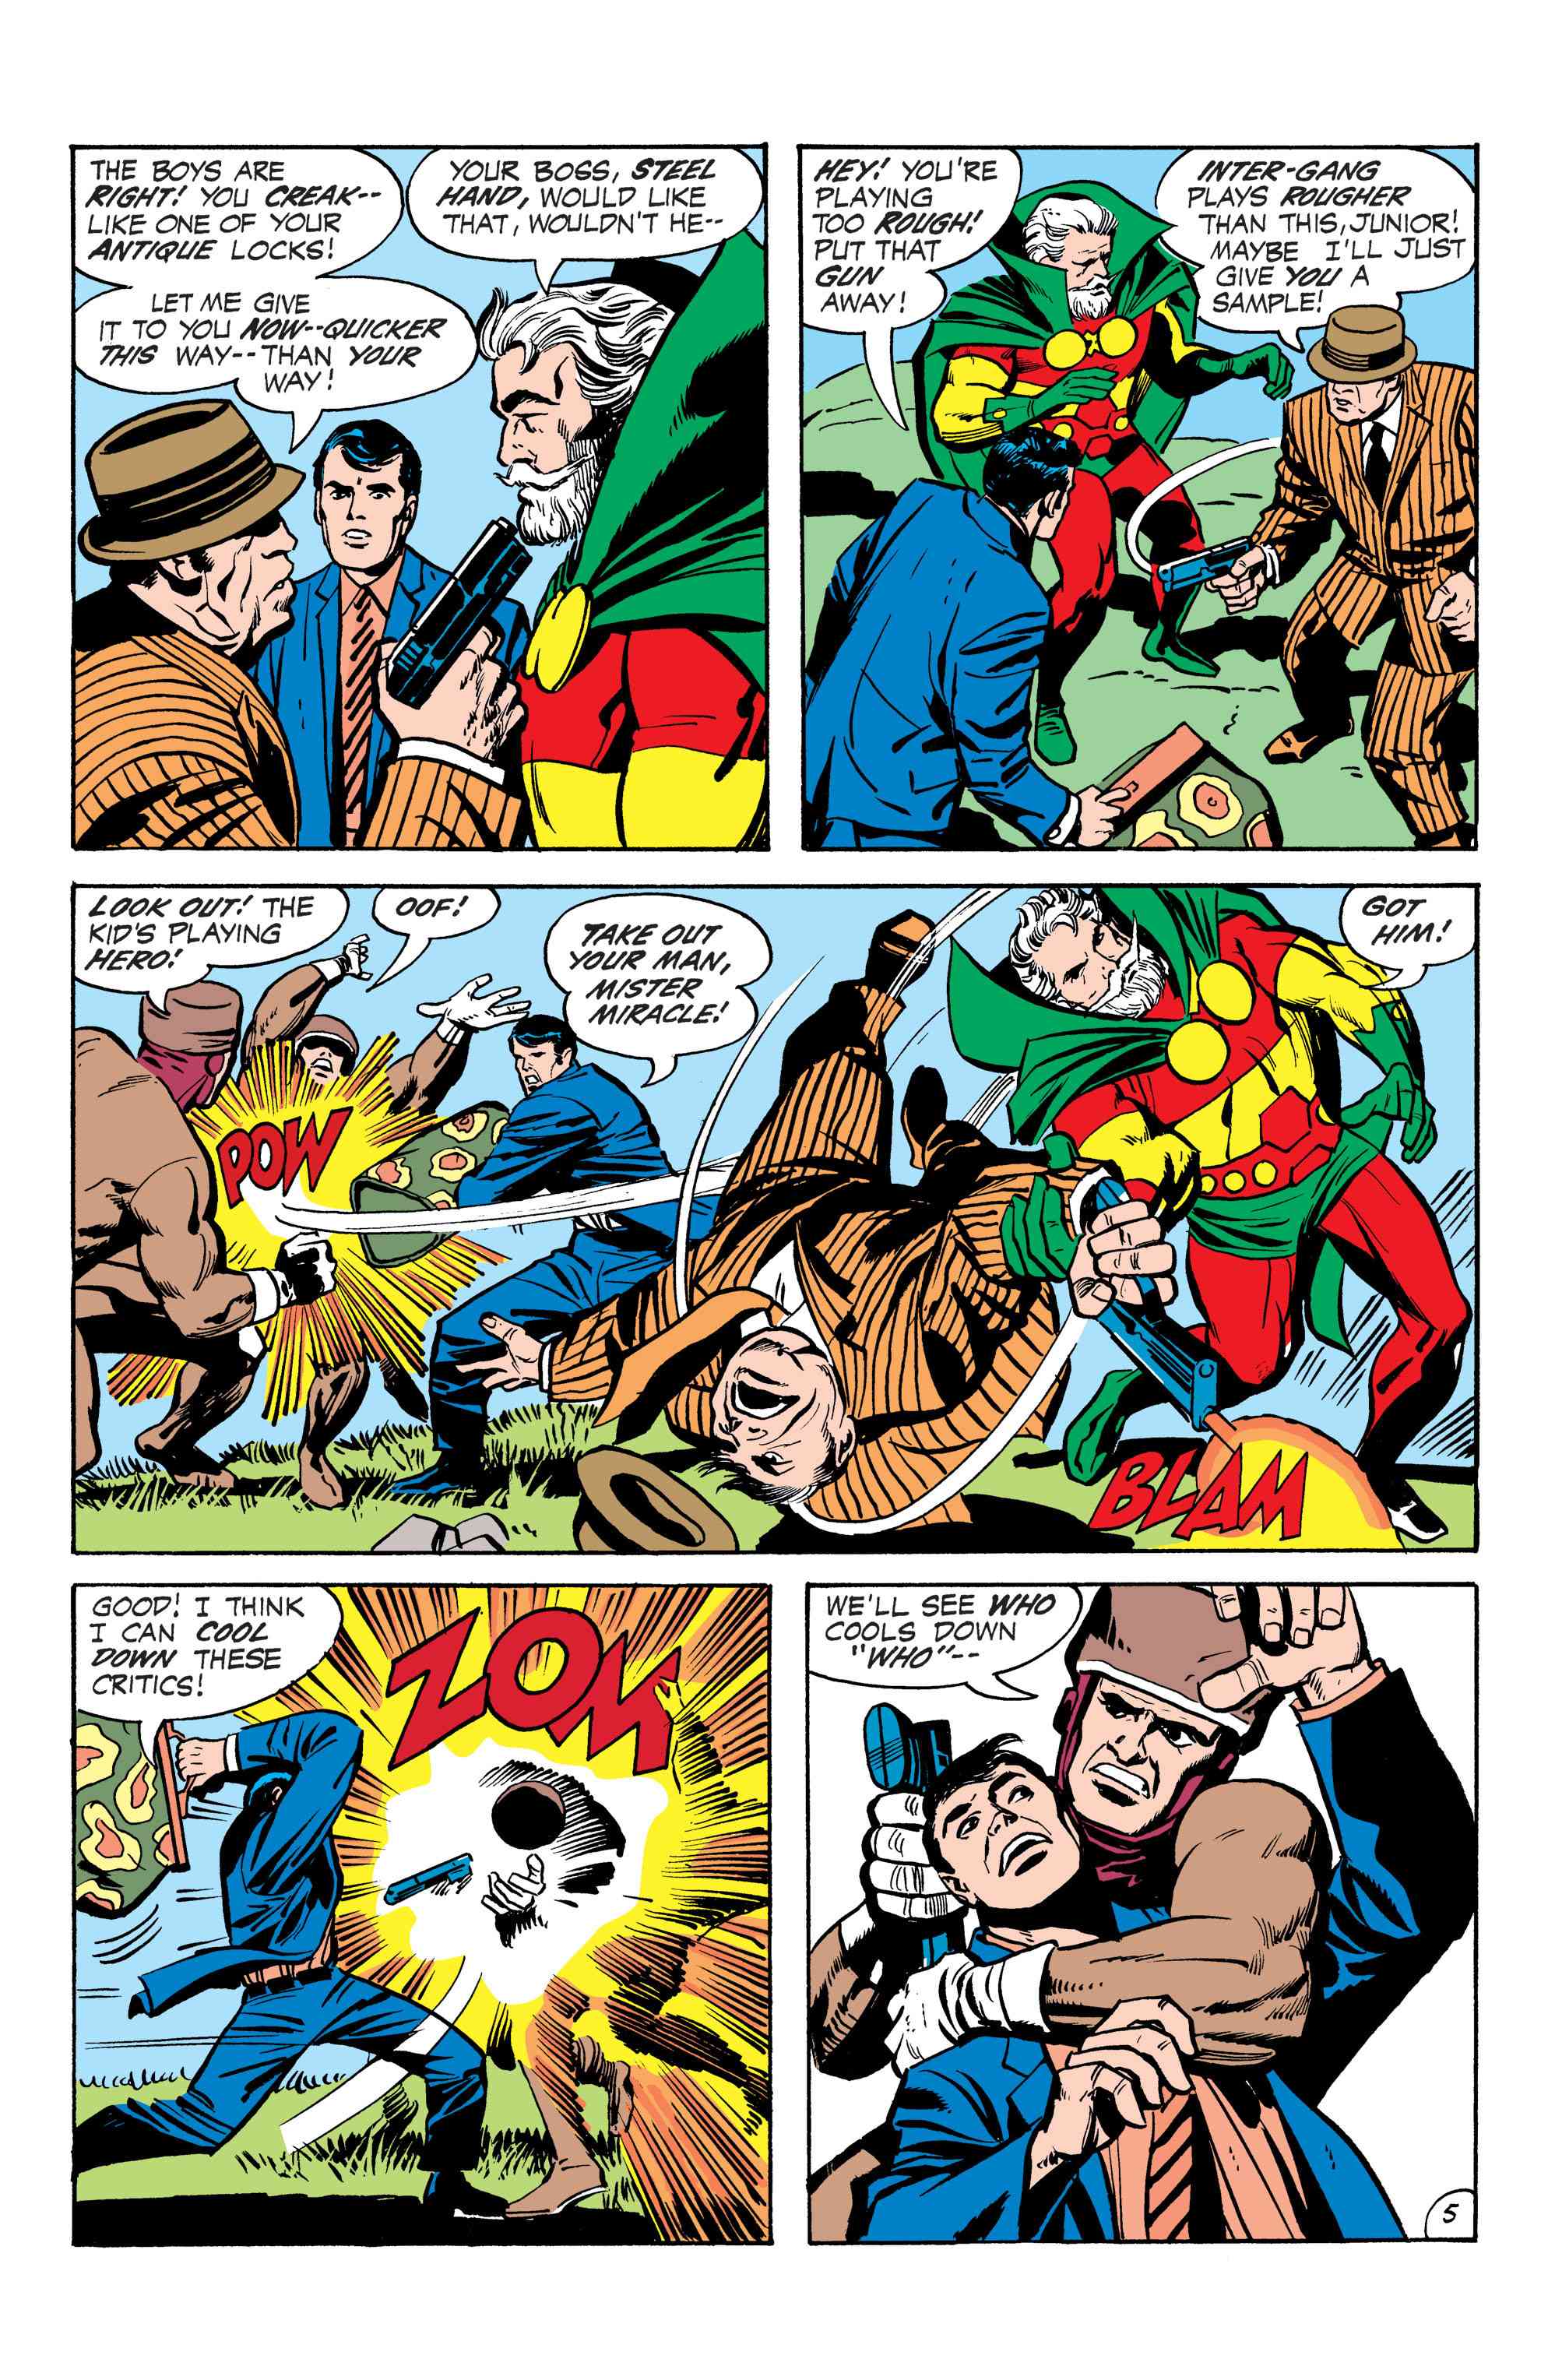 THE BOYS ARE
RIGHT! YOU CREAK--
LIKE ONE OF YOUR
ANTIQUE LOCKS!
YOUR BOSS, STEEL
HAND, WOULD LIKE
THAT, WOULDN'T HE--
LET ME GIVE
IT TO YOU NOW--QUICKER
THIS WAY--THAN YOUR
WAY!
HEY! YOU'RE
PLAYING
TOO ROUGH!
PUT THAT
GUN
AWAY!
INTER-GANG
PLAYS ROUGHER
THAN THIS, JUNIOR!
MAYBE I'LL JUST
GIVE YOU A
SAMPLE!
LOOK OUT! THE
KID'S PLAYING
HERO!
OOF!
TAKE OUT
YOUR MAN,
MISTER
MIRACLE!
GOT
HIM!
POW
BLAM
GOOD! I THINK
I CAN COOL
DOWN THESE
CRITICS!
ZOM
WE'LL SEE WHO
COOLS DOWN
"WHO"--
5